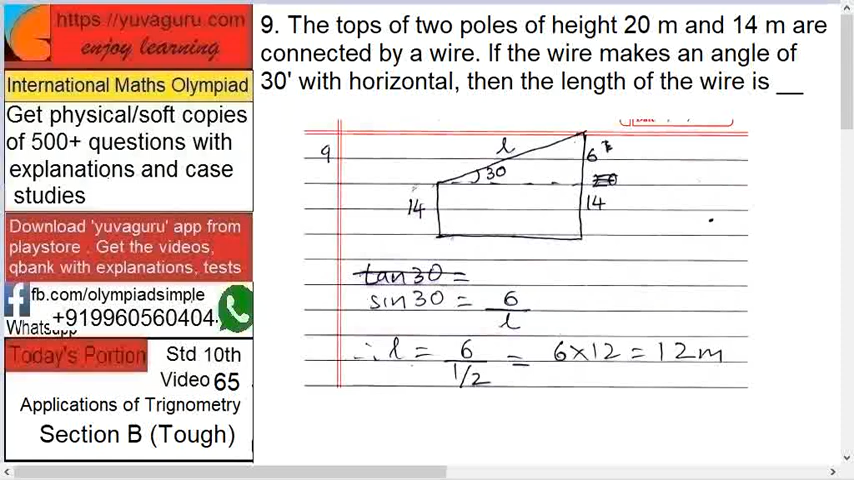 https://yuvaguru.com
enjoy learning
International Maths Olympiad
Get physical/soft copies
of 500+ questions with
explanations and case
studies
Download 'yuvaguru' app from
playstore . Get the videos,
qbank with explanations, tests
fb.com/olympiadsimple
Whatsapp
+919960560404
Today's Portion
Std 10th
Video 65
Applications of Trignometry
Section B (Tough)
9. The tops of two poles of height 20 m and 14 m are
connected by a wire. If the wire makes an angle of
30' with horizontal, then the length of the wire is __
9
l
30
6
14
14
tan30 =
sin30 = 6/l
∴ l = 6/1/2 = 6×12 = 12m